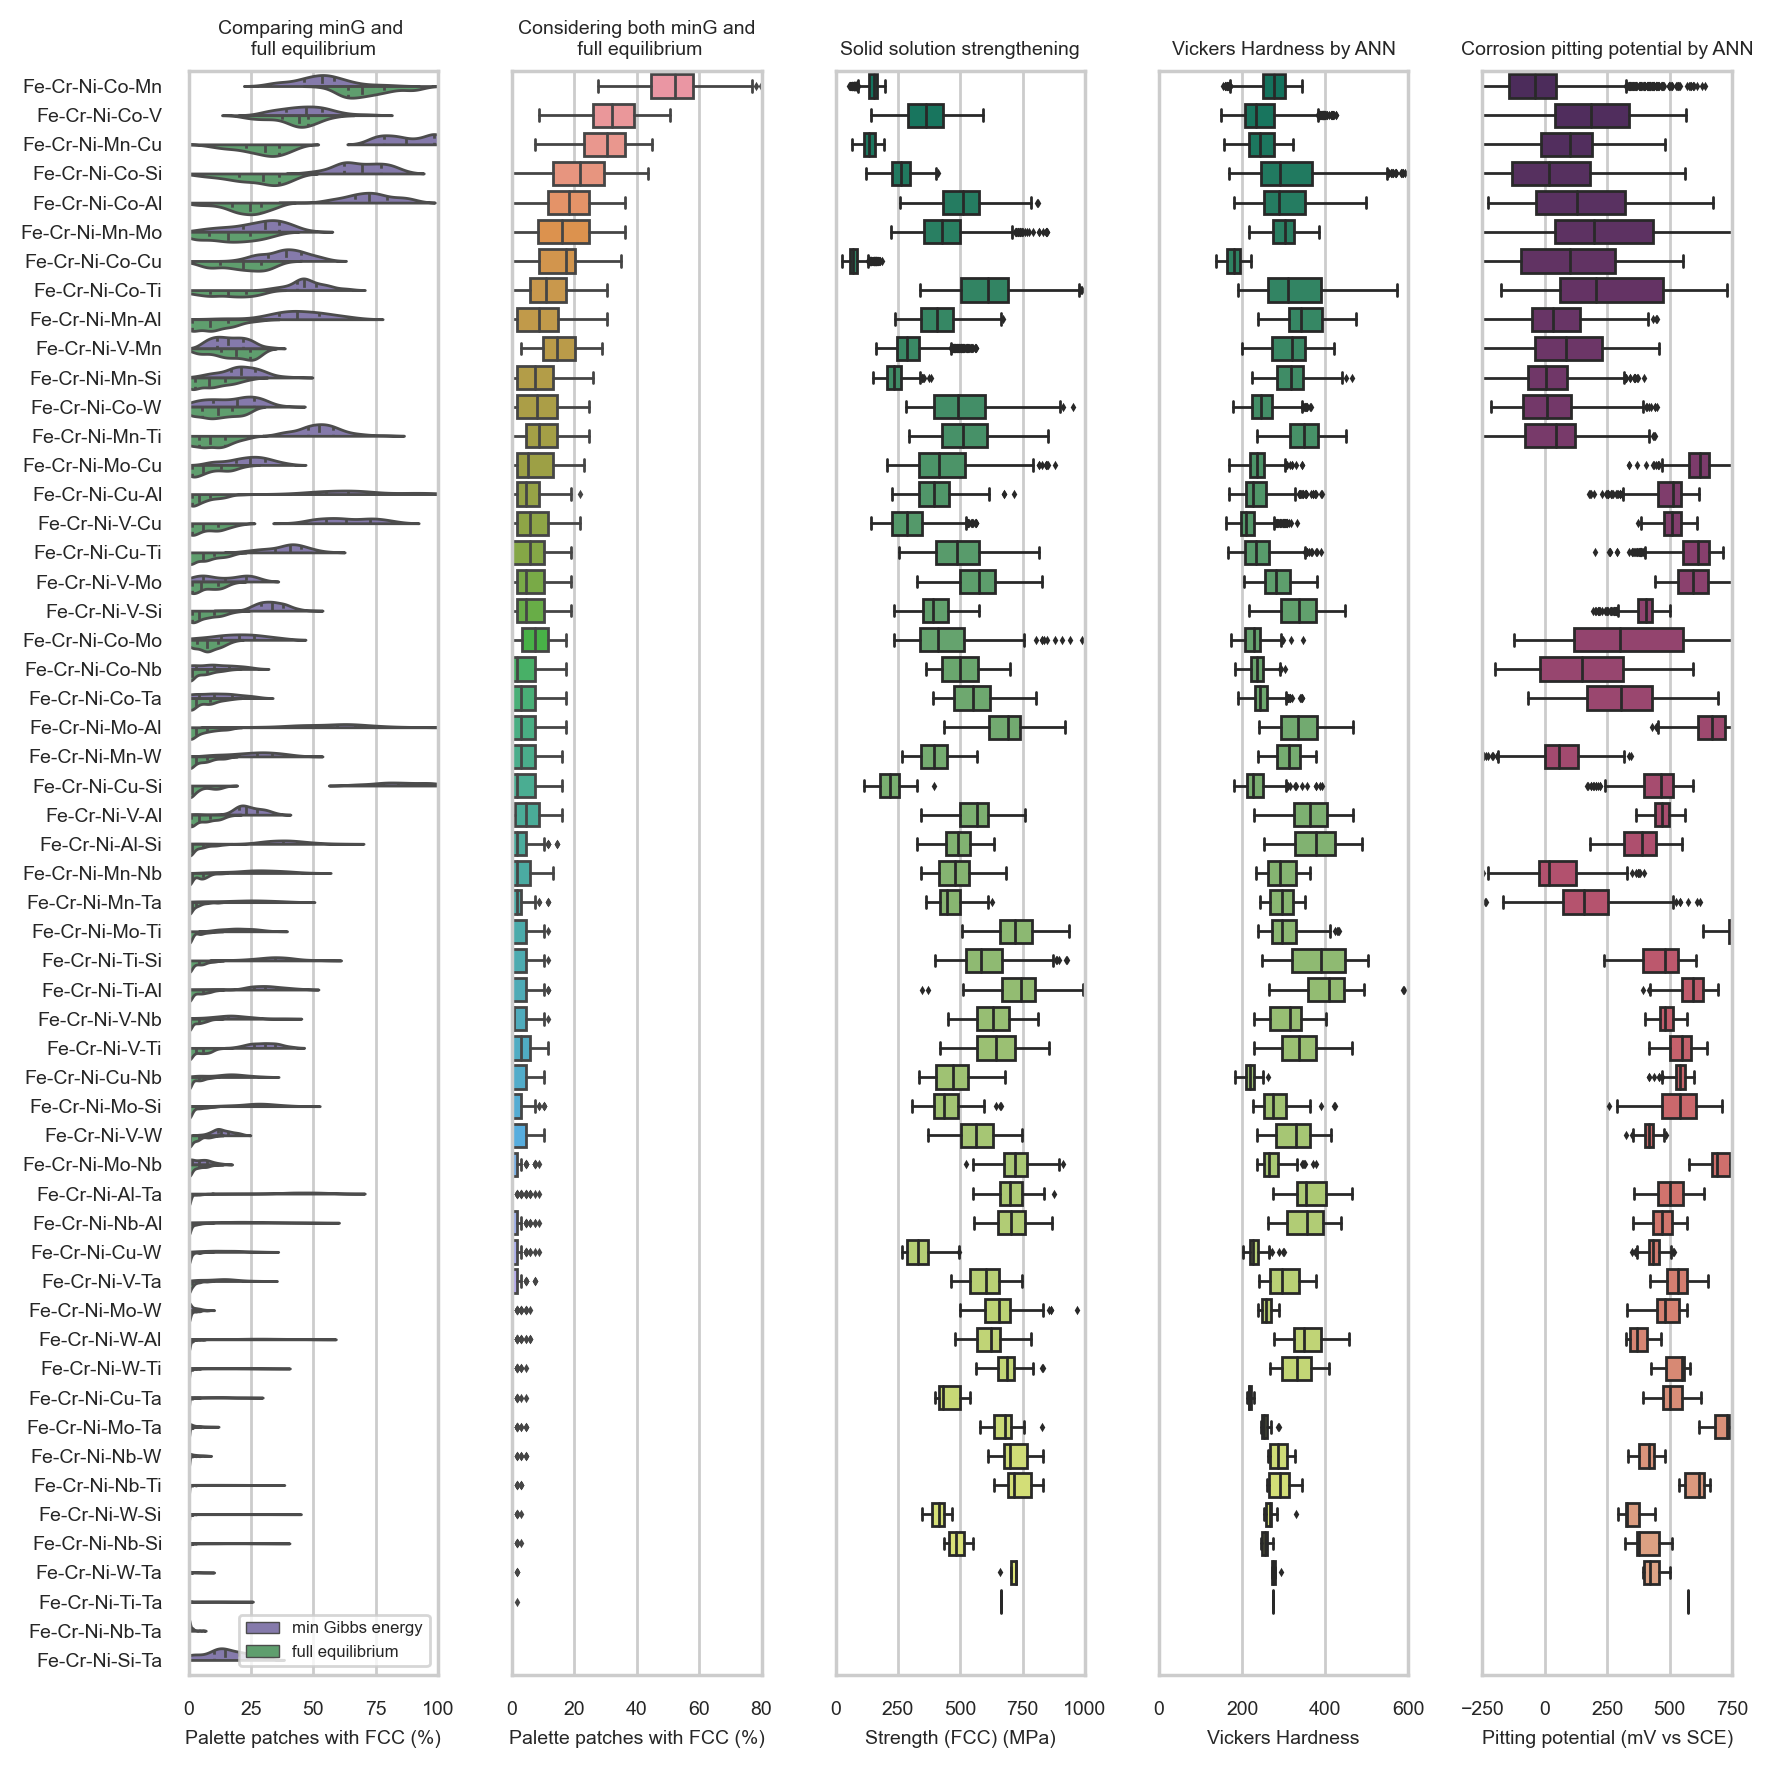 Comparing minG and
full equilibrium
Considering both minG and
full equilibrium
Solid solution strengthening
Vickers Hardness by ANN
Corrosion pitting potential by ANN
Fe-Cr-Ni-Co-Mn
Fe-Cr-Ni-Co-V
Fe-Cr-Ni-Mn-Cu
Fe-Cr-Ni-Co-Si
Fe-Cr-Ni-Co-Al
Fe-Cr-Ni-Mn-Mo
Fe-Cr-Ni-Co-Cu
Fe-Cr-Ni-Co-Ti
Fe-Cr-Ni-Mn-Al
Fe-Cr-Ni-V-Mn
Fe-Cr-Ni-Mn-Si
Fe-Cr-Ni-Co-W
Fe-Cr-Ni-Mn-Ti
Fe-Cr-Ni-Mo-Cu
Fe-Cr-Ni-Cu-Al
Fe-Cr-Ni-V-Cu
Fe-Cr-Ni-Cu-Ti
Fe-Cr-Ni-V-Mo
Fe-Cr-Ni-V-Si
Fe-Cr-Ni-Co-Mo
Fe-Cr-Ni-Co-Nb
Fe-Cr-Ni-Co-Ta
Fe-Cr-Ni-Mo-Al
Fe-Cr-Ni-Mn-W
Fe-Cr-Ni-Cu-Si
Fe-Cr-Ni-V-Al
Fe-Cr-Ni-Al-Si
Fe-Cr-Ni-Mn-Nb
Fe-Cr-Ni-Mn-Ta
Fe-Cr-Ni-Mo-Ti
Fe-Cr-Ni-Ti-Si
Fe-Cr-Ni-Ti-Al
Fe-Cr-Ni-V-Nb
Fe-Cr-Ni-V-Ti
Fe-Cr-Ni-Cu-Nb
Fe-Cr-Ni-Mo-Si
Fe-Cr-Ni-V-W
Fe-Cr-Ni-Mo-Nb
Fe-Cr-Ni-Al-Ta
Fe-Cr-Ni-Nb-Al
Fe-Cr-Ni-Cu-W
Fe-Cr-Ni-V-Ta
Fe-Cr-Ni-Mo-W
Fe-Cr-Ni-W-Al
Fe-Cr-Ni-W-Ti
Fe-Cr-Ni-Cu-Ta
Fe-Cr-Ni-Mo-Ta
Fe-Cr-Ni-Nb-W
Fe-Cr-Ni-Nb-Ti
Fe-Cr-Ni-W-Si
Fe-Cr-Ni-Nb-Si
Fe-Cr-Ni-W-Ta
Fe-Cr-Ni-Ti-Ta
Fe-Cr-Ni-Nb-Ta
Fe-Cr-Ni-Si-Ta
min Gibbs energy
full equilibrium
0 25 50 75 100
Palette patches with FCC (%)
0 20 40 60 80
Palette patches with FCC (%)
0 250 500 750 1000
Strength (FCC) (MPa)
0 200 400 600
Vickers Hardness
−250 0 250 500 750
Pitting potential (mV vs SCE)